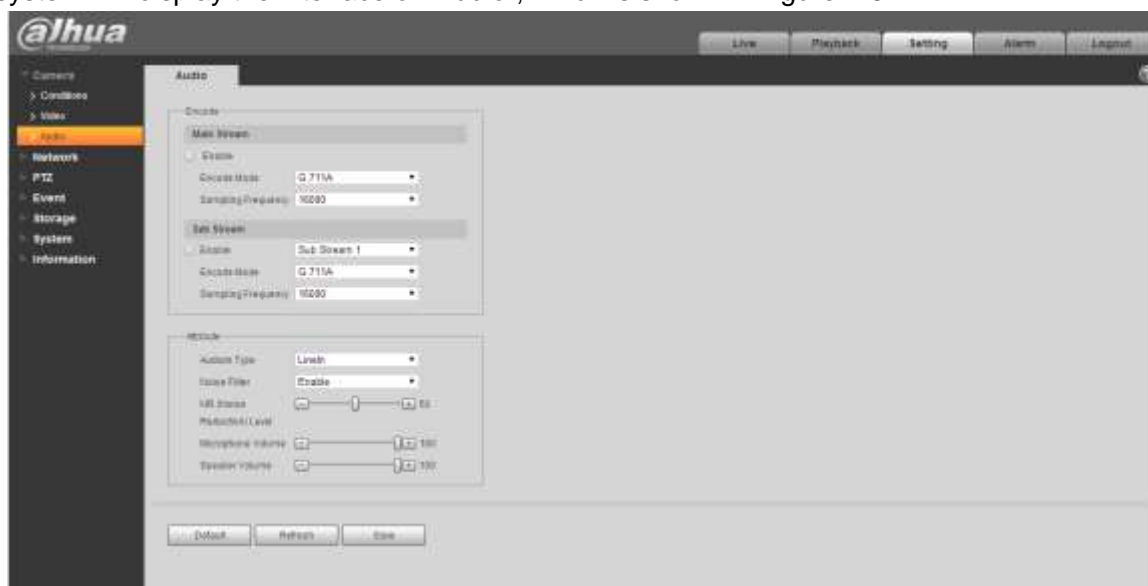 alhua
Live Playback Setting Alarm Logout
Camera
Conditions
Video
Audio
Network
PTZ
Event
Storage
System
Information
Audio
Encode
Main Stream
Enable
Encode Mode G.711A
Sampling Frequency 16000
Sub Stream
Enable Sub Stream 1
Encode Mode G.711A
Sampling Frequency 16000
Attribute
AudioIn Type LineIn
Noise Filter Enable
50
Reduction Level
Microphone Volume 100
Speaker Volume 100
Default Refresh Save